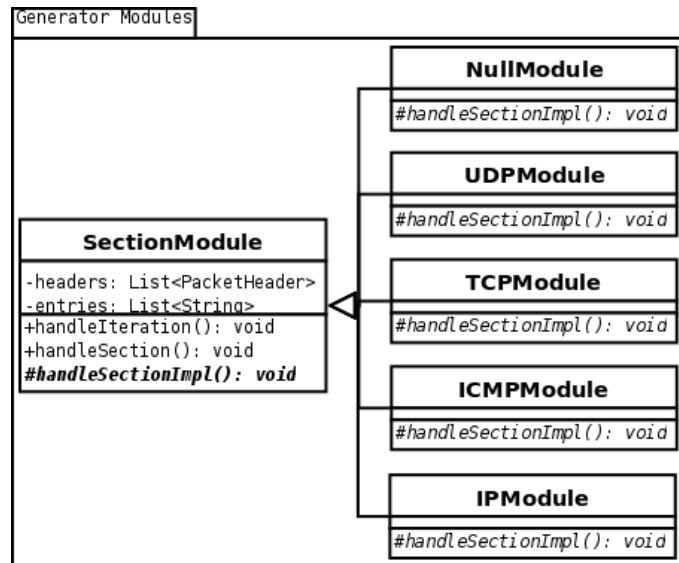 Generator Modules
NullModule
#handleSectionImpl(): void
UDPModule
#handleSectionImpl(): void
SectionModule
-headers: List<PacketHeader>
-entries: List<String>
+handleIteration(): void
+handleSection(): void
#handleSectionImpl(): void
TCPModule
#handleSectionImpl(): void
ICMPModule
#handleSectionImpl(): void
IPModule
#handleSectionImpl(): void